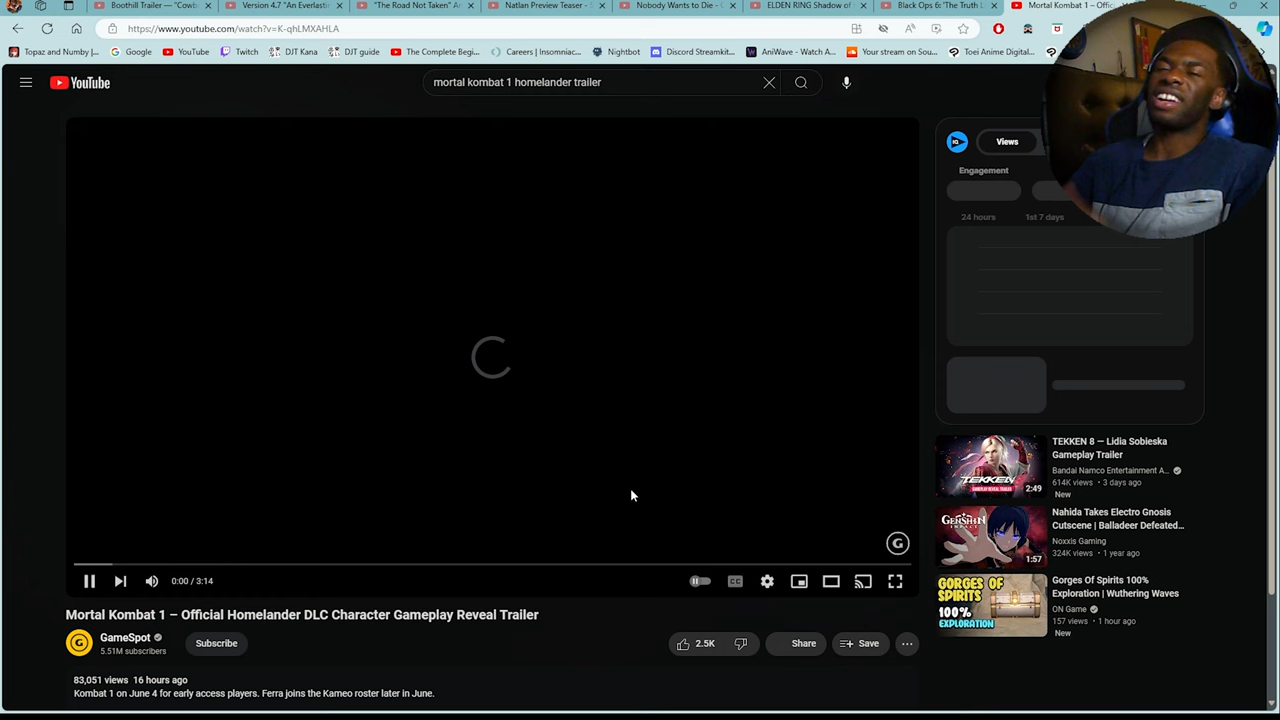 Boothill Trailer — "Cowb
Version 4.7 "An Everlastin
"The Road Not Taken" A
Natlan Preview Teaser -
Nobody Wants to Die -
ELDEN RING Shadow of
Black Ops 6: 'The Truth L
Mortal Kombat 1 – Offici
https://www.youtube.com/watch?v=K-qhLMXAHLA
Topaz and Numby |
Google
YouTube
Twitch
DJT Kana
DJT guide
The Complete Begi...
Careers | Insomniac...
Nightbot
Discord Streamkit...
AniWave - Watch A...
Your stream on Sou...
Toei Anime Digital...
YouTube
mortal kombat 1 homelander trailer
IQ
Views
Engagement
24 hours
1st 7 days
G
0:00 / 3:14
CC
Mortal Kombat 1 – Official Homelander DLC Character Gameplay Reveal Trailer
G
GameSpot
5.51M subscribers
Subscribe
2.5K
Share
Save
83,051 views 16 hours ago
Kombat 1 on June 4 for early access players. Ferra joins the Kameo roster later in June.
TEKKEN
2:49
TEKKEN 8 — Lidia Sobieska
Gameplay Trailer
Bandai Namco Entertainment A...
614K views • 3 days ago
New
GENSHIN
IMPACT
1:57
Nahida Takes Electro Gnosis
Cutscene | Balladeer Defeated...
Noxxis Gaming
324K views • 1 year ago
GORGES OF
SPIRITS
100%
EXPLORATION
Gorges Of Spirits 100%
Exploration | Wuthering Waves
ON Game
157 views • 1 hour ago
New